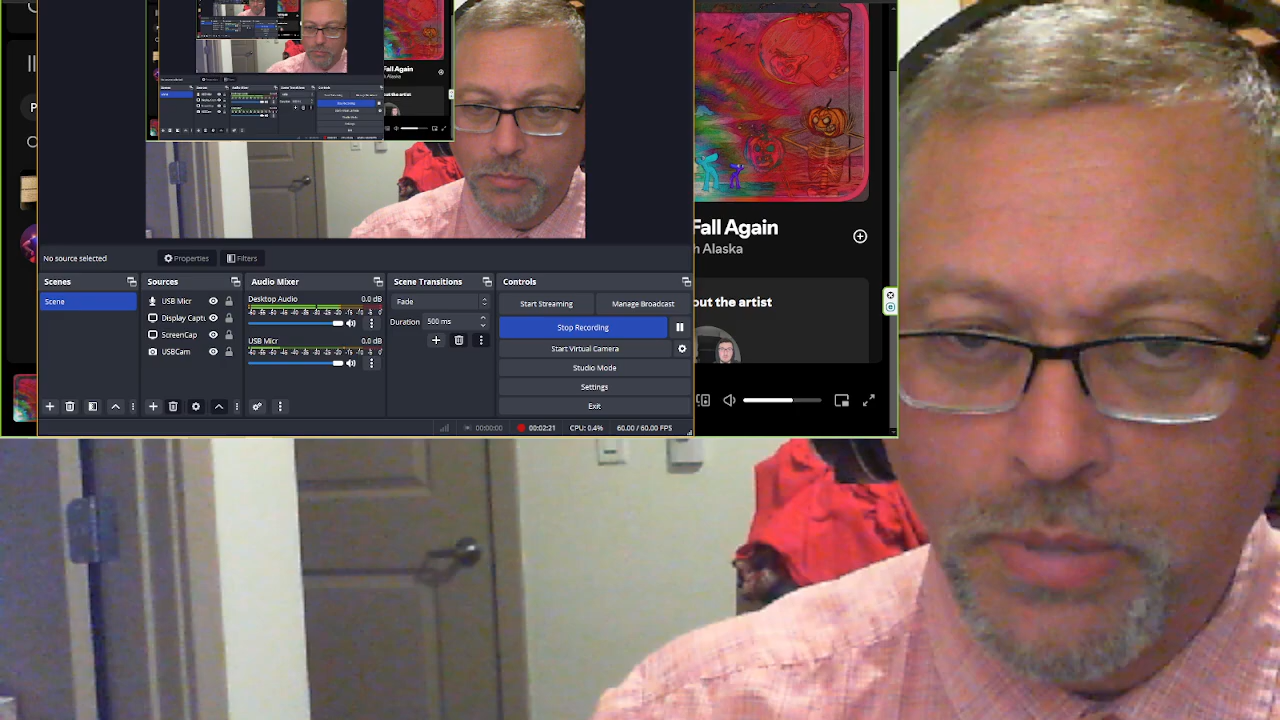 Fall Again
Alaska
out the artist
No source selected
Properties
Filters
Scenes
Sources
Audio Mixer
Scene Transitions
Controls
Scene
USB Micr
Display Captu
ScreenCap
USBCam
Desktop Audio
0.0 dB
USB Micr
0.0 dB
Fade
Duration
500 ms
Start Streaming
Manage Broadcast
Stop Recording
Start Virtual Camera
Studio Mode
Settings
Exit
00:00:00
00:02:21
CPU: 0.4%
60.00 / 60.00 FPS